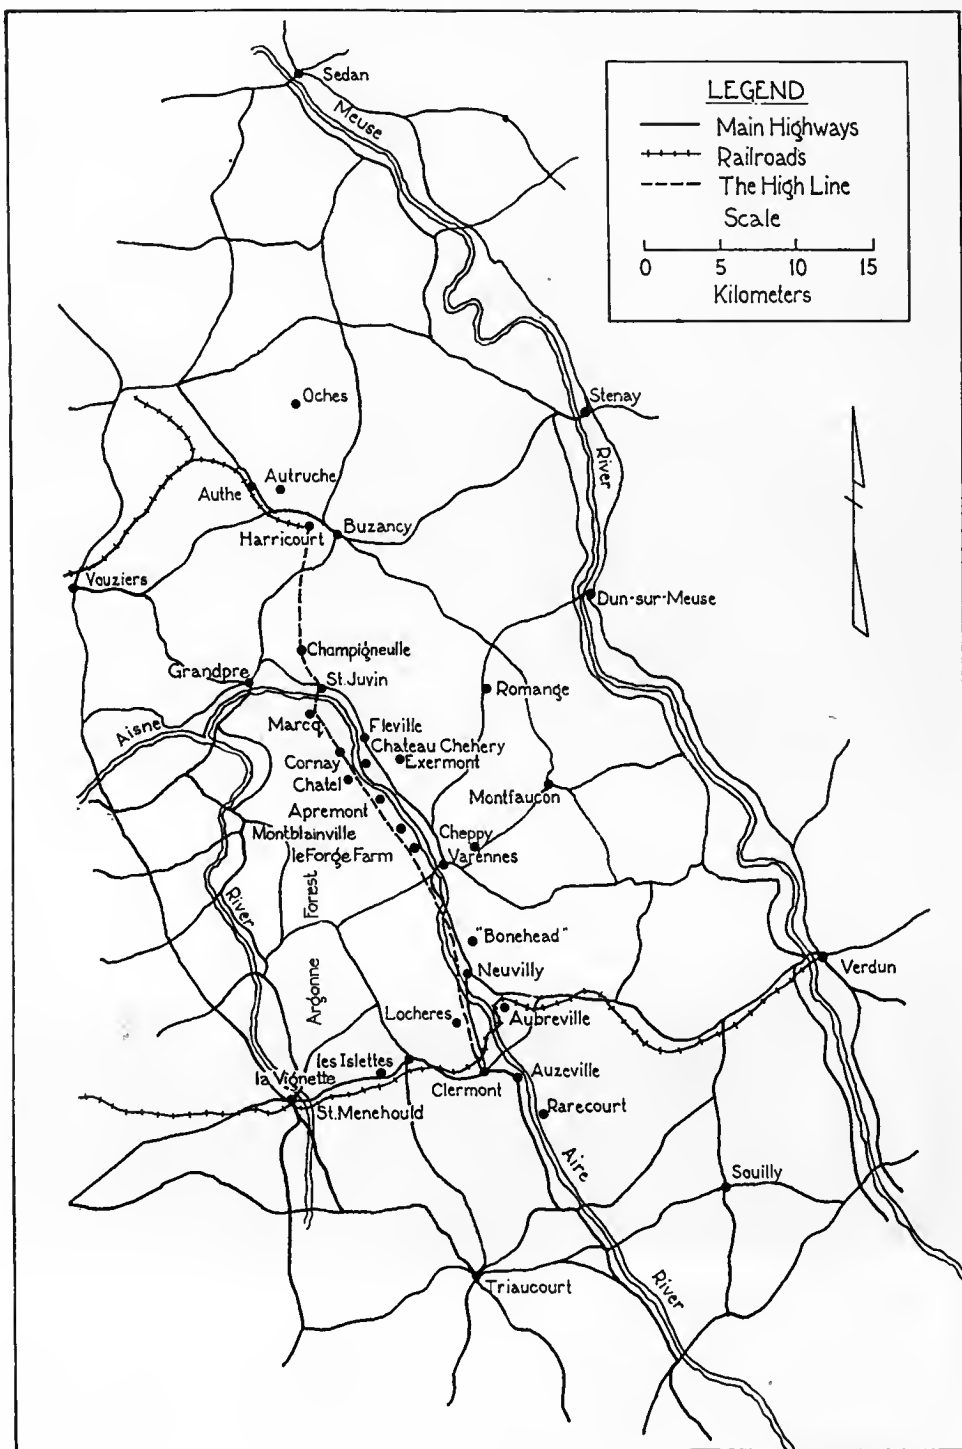 LEGEND
Main Highways
Railroads
The High Line
Scale
0 5 10 15
Kilometers
Sedan
Meuse
Oches
Stenay
River
Autruche
Authe
Harricourt
Buzancy
Vouziers
Dun-sur-Meuse
Champigneulle
Grandpre
St.Juvin
Romange
Marcq
Aisne
Fleville
Chateau Chehery
Cornay
Exermont
Chatel
Montfaucon
Apremont
Montblainville
Cheppy
le Forge Farm
Varennes
Forest
River
"Bonehead"
Argonne
Neuvilly
Verdun
Locheres
Aubreville
les Islettes
la Vignette
Clermont
Auzeville
St.Menehould
Rarecourt
Aire
Souilly
River
Triaucourt